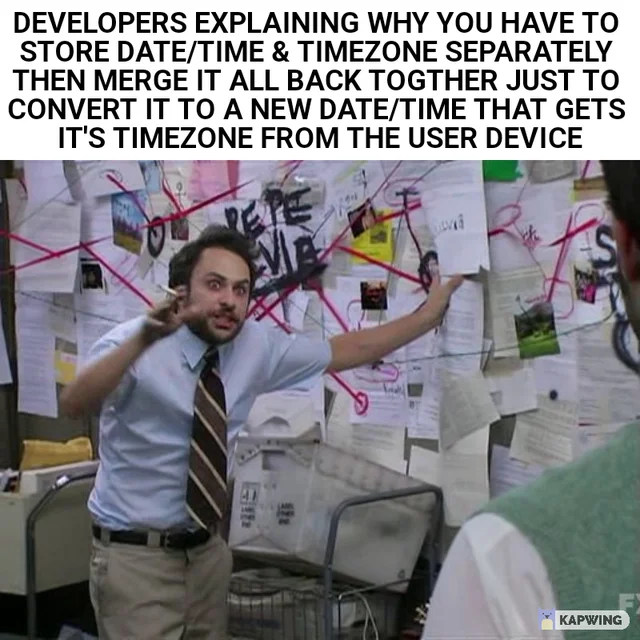 DEVELOPERS EXPLAINING WHY YOU HAVE TO
STORE DATE/TIME & TIMEZONE SEPARATELY
THEN MERGE IT ALL BACK TOGTHER JUST TO
CONVERT IT TO A NEW DATE/TIME THAT GETS
IT'S TIMEZONE FROM THE USER DEVICE
PEPE
SILVIA
KAPWING